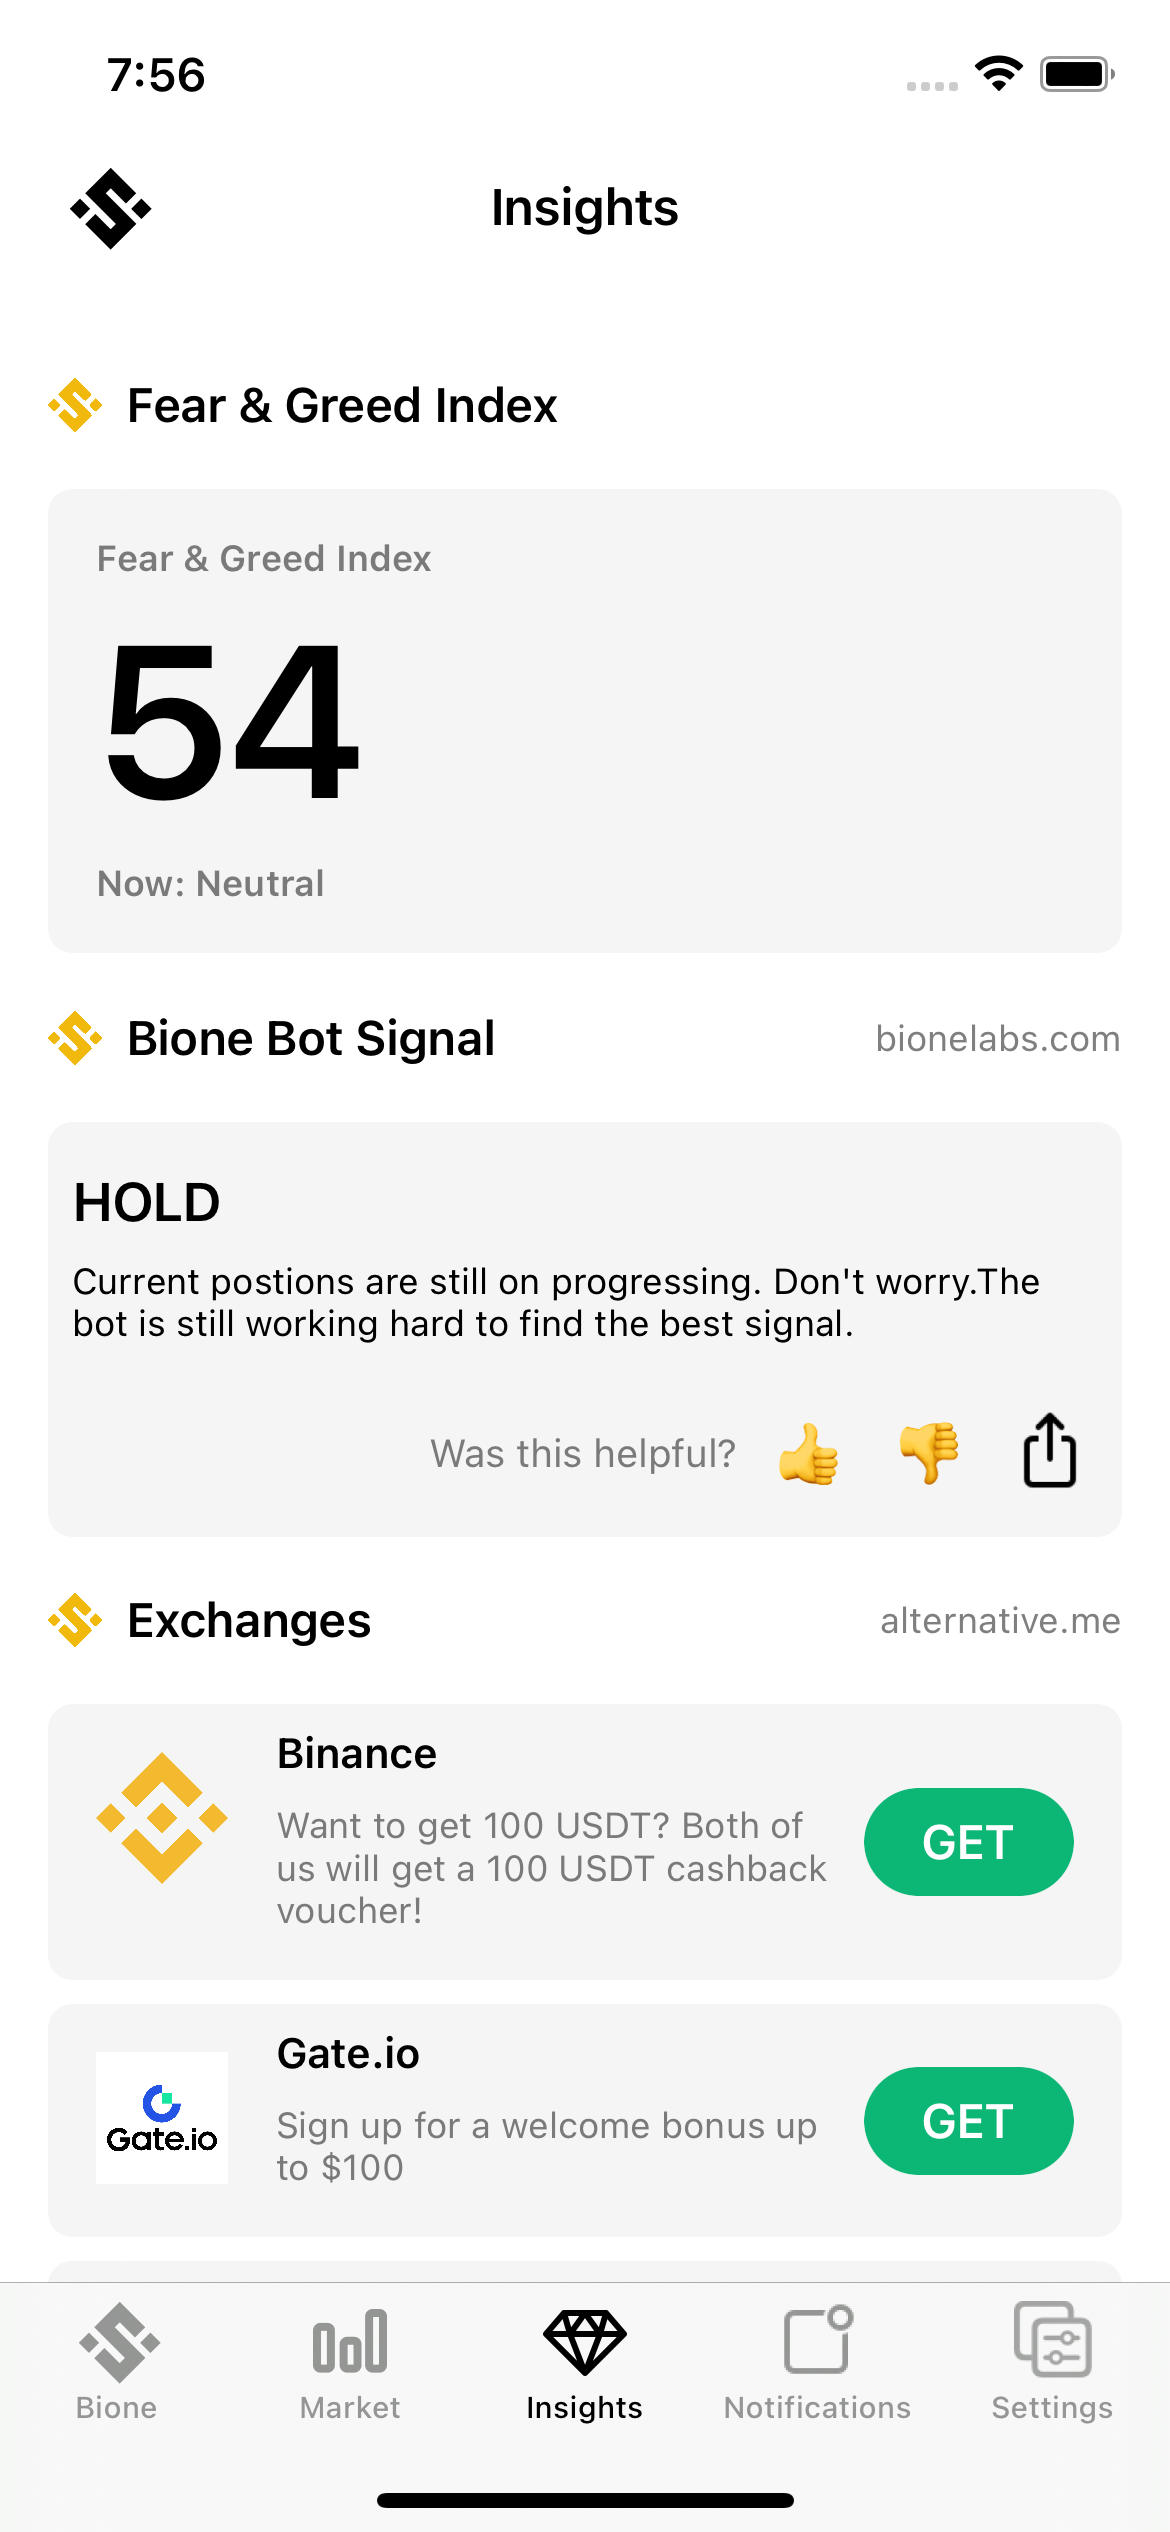 7:56
Insights
Fear & Greed Index
Fear & Greed Index
54
Now: Neutral
Bione Bot Signal
bionelabs.com
HOLD
Current postions are still on progressing. Don't worry.The
bot is still working hard to find the best signal.
Was this helpful?
Exchanges
alternative.me
Binance
Want to get 100 USDT? Both of
us will get a 100 USDT cashback
voucher!
GET
Gate.io
Gate.io
Sign up for a welcome bonus up
to $100
GET
Bione
Market
Insights
Notifications
Settings